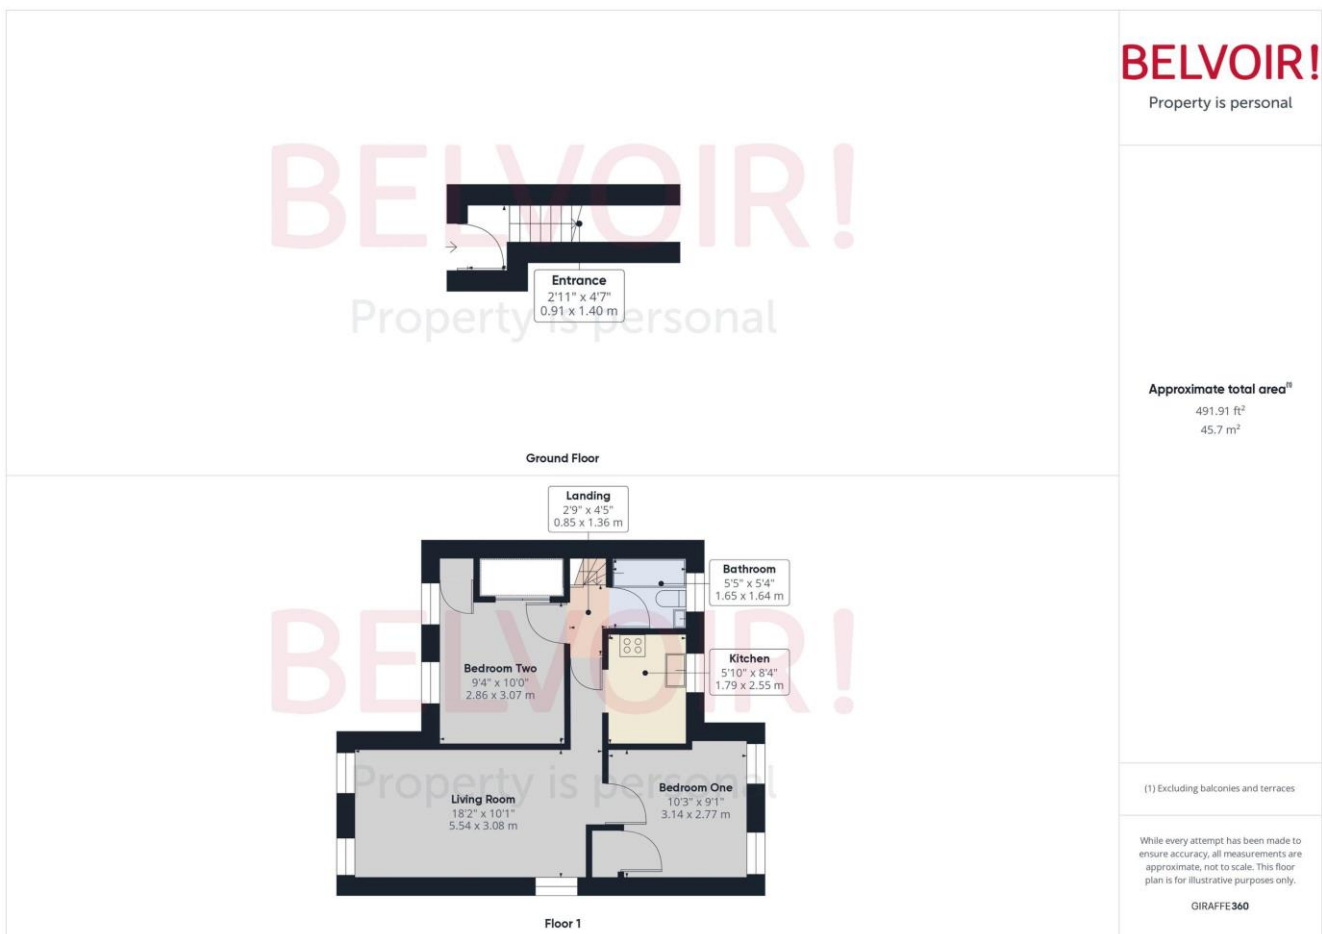 BELVOIR!
Property is personal
BELVOIR!
Property is personal
Entrance
2'11" x 4'7"
0.91 x 1.40 m
Ground Floor
Approximate total area(1)
491.91 ft²
45.7 m²
Landing
2'9" x 4'5"
0.85 x 1.36 m
Bathroom
5'5" x 5'4"
1.65 x 1.64 m
BELVOIR!
Property is personal
Kitchen
5'10" x 8'4"
1.79 x 2.55 m
Bedroom Two
9'4" x 10'0"
2.86 x 3.07 m
Living Room
18'2" x 10'1"
5.54 x 3.08 m
Bedroom One
10'3" x 9'1"
3.14 x 2.77 m
Floor 1
(1) Excluding balconies and terraces
While every attempt has been made to
ensure accuracy, all measurements are
approximate, not to scale. This floor
plan is for illustrative purposes only.
GIRAFFE360